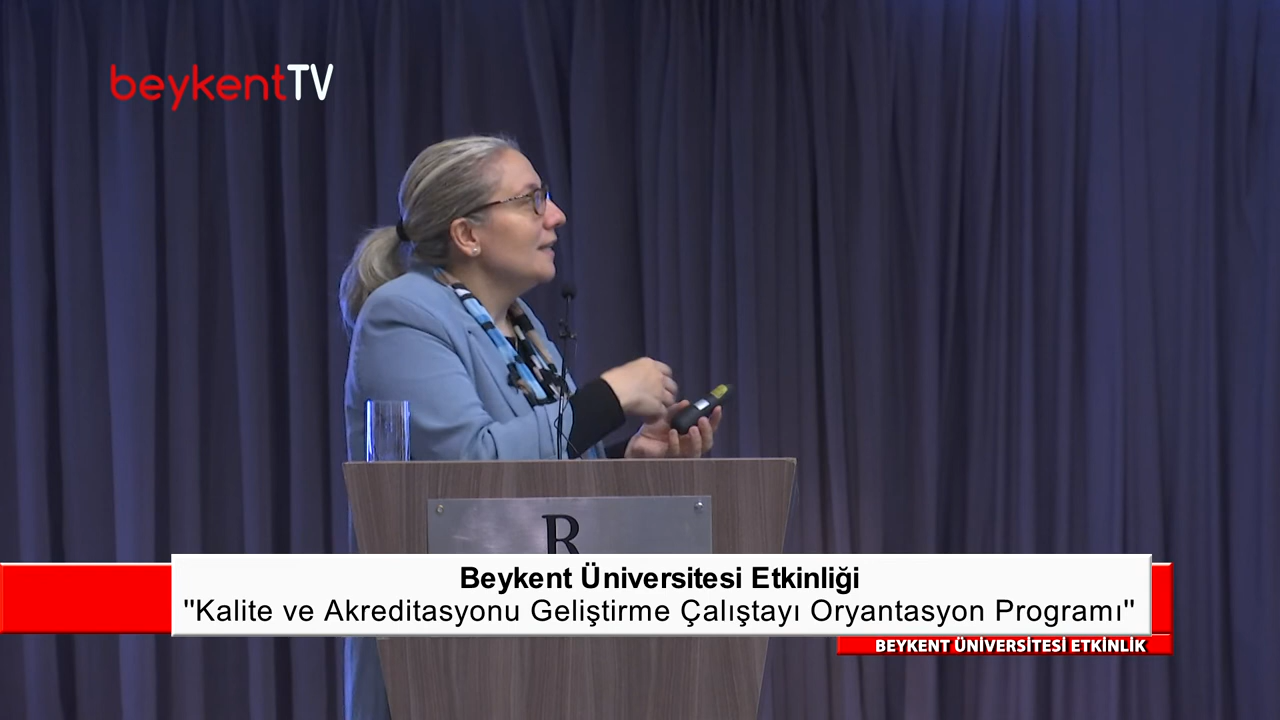 beykentTV
R
Beykent Üniversitesi Etkinliği
"Kalite ve Akreditasyonu Geliştirme Çalıştayı Oryantasyon Programı"
BEYKENT ÜNİVERSİTESİ ETKİNLİK